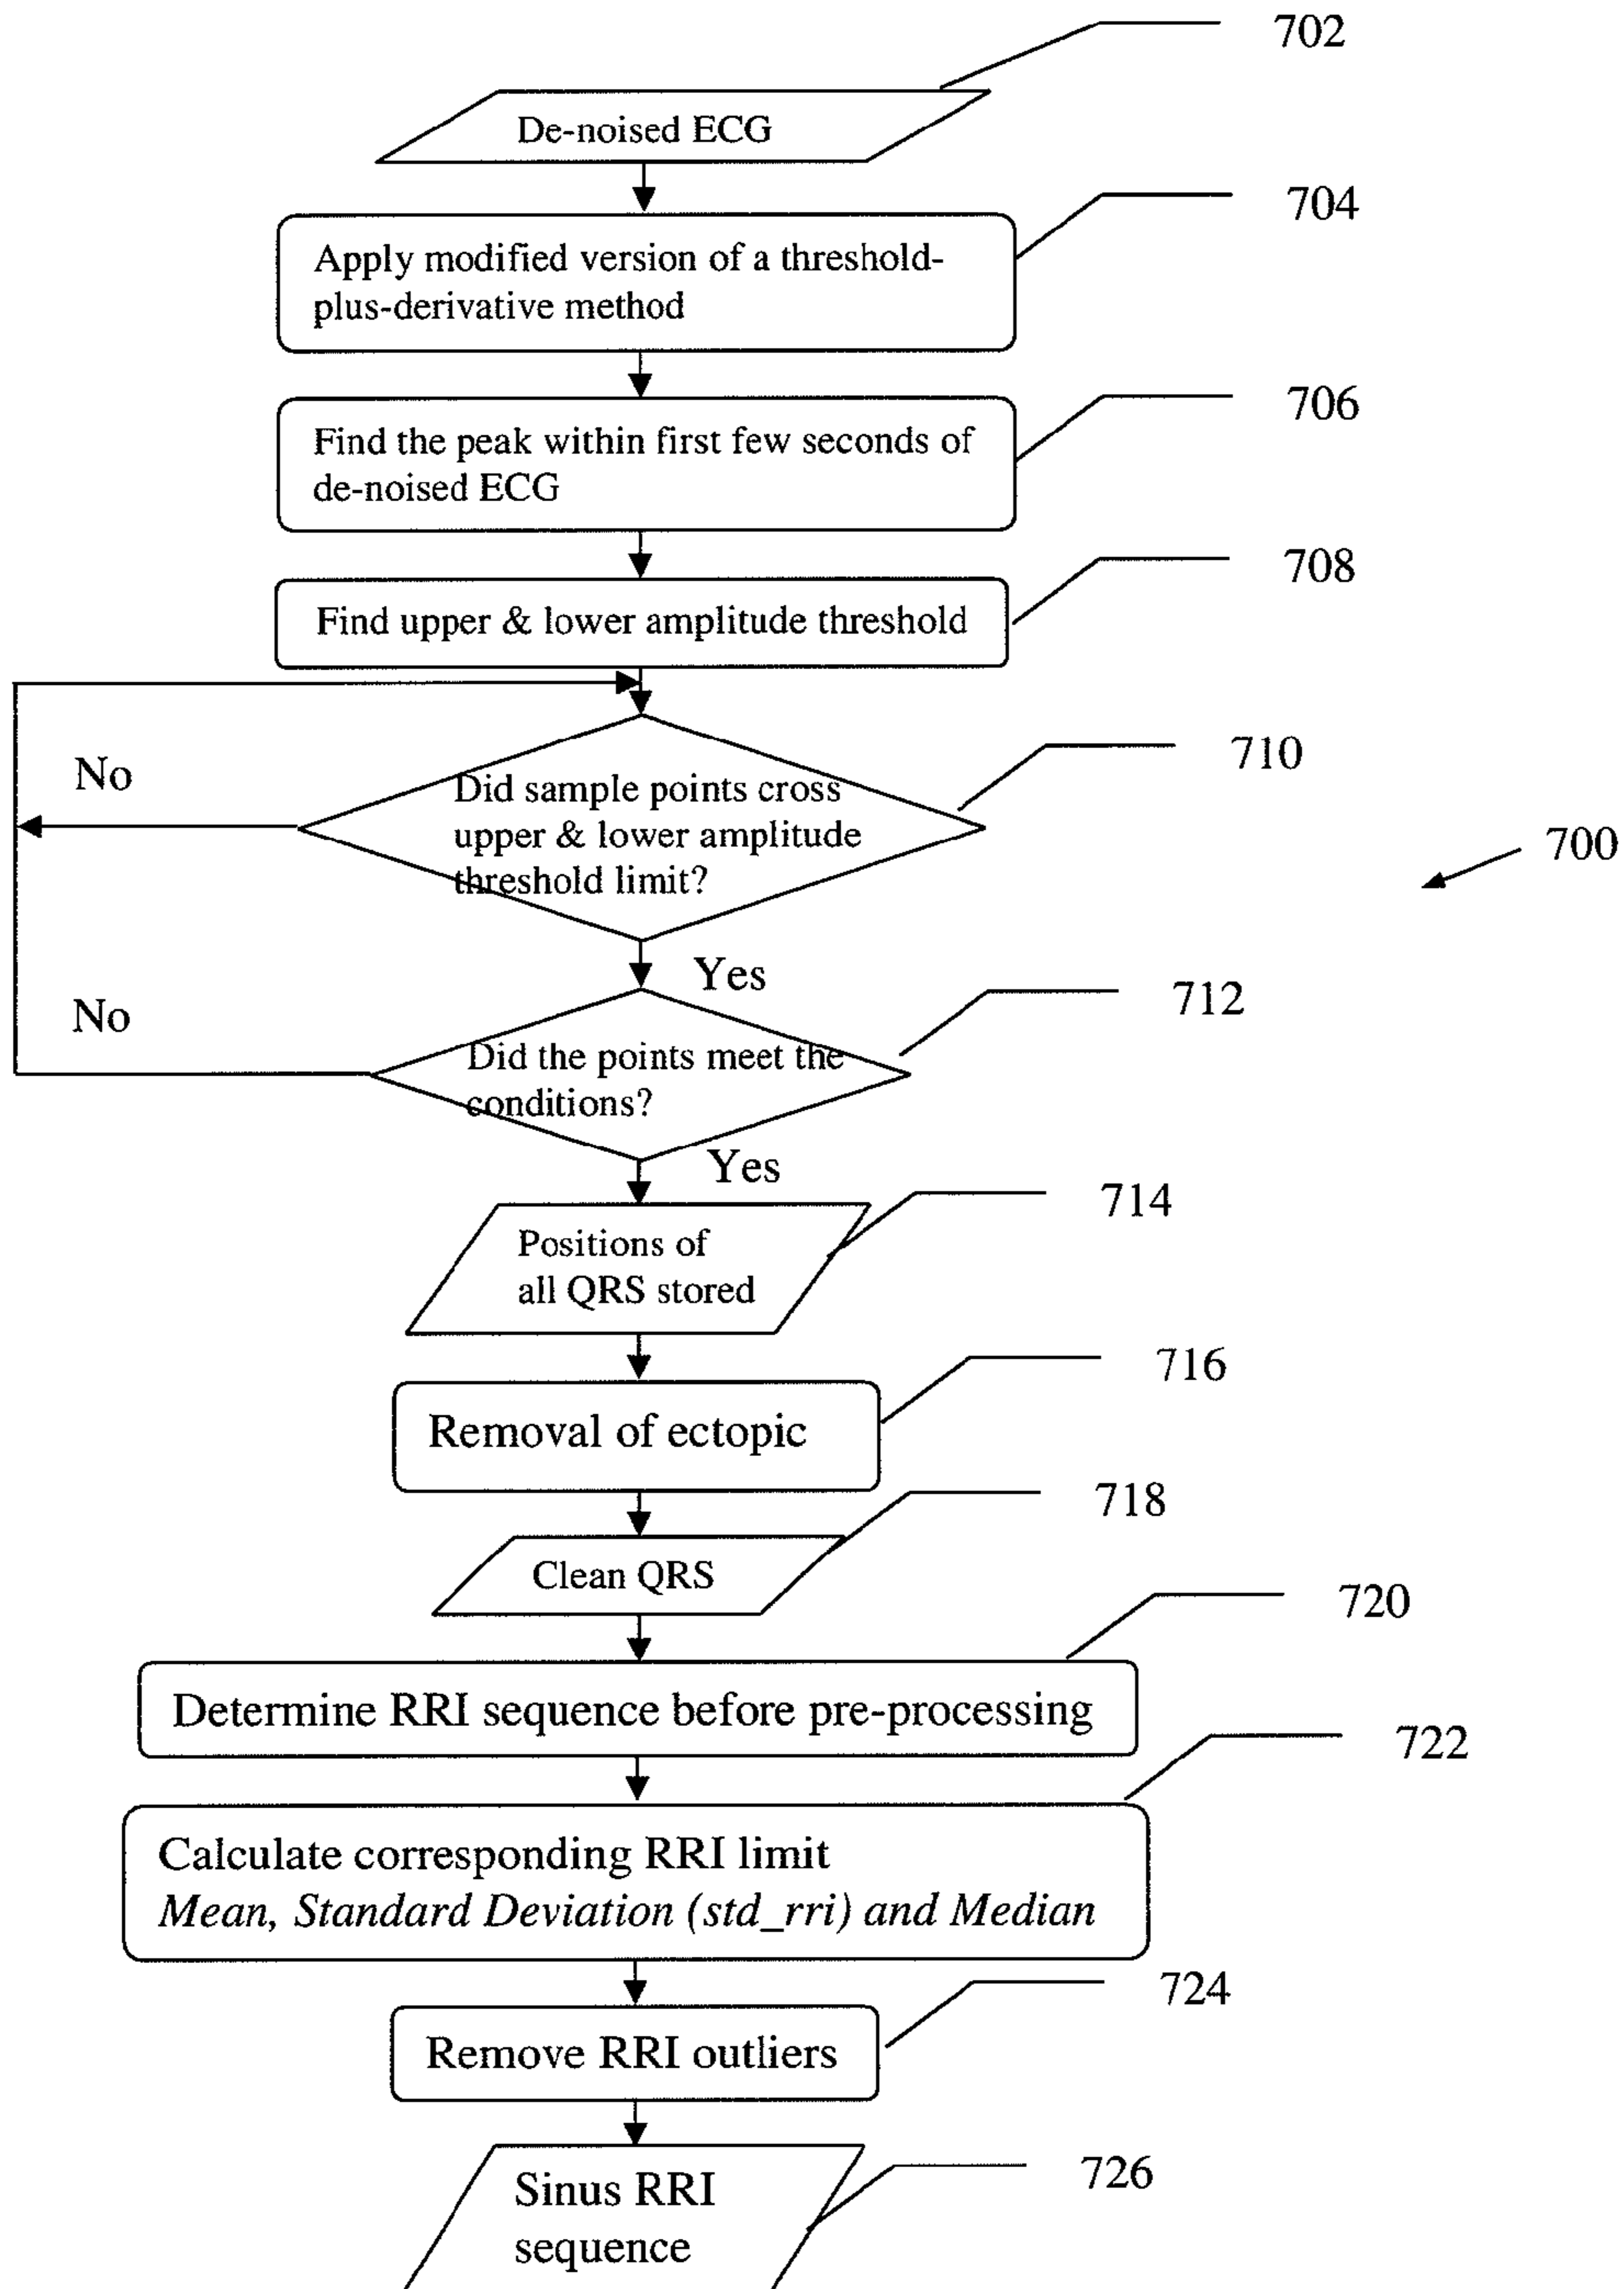 702
De-noised ECG
704
Apply modified version of a threshold-
plus-derivative method
706
Find the peak within first few seconds of
de-noised ECG
708
Find upper & lower amplitude threshold
No
710
Did sample points cross
upper & lower amplitude
threshold limit?
700
Yes
No
712
Did the points meet the
conditions?
Yes
714
Positions of
all QRS stored
716
Removal of ectopic
718
Clean QRS
720
Determine RRI sequence before pre-processing
722
Calculate corresponding RRI limit
Mean, Standard Deviation (std_rri) and Median
724
Remove RRI outliers
726
Sinus RRI
sequence